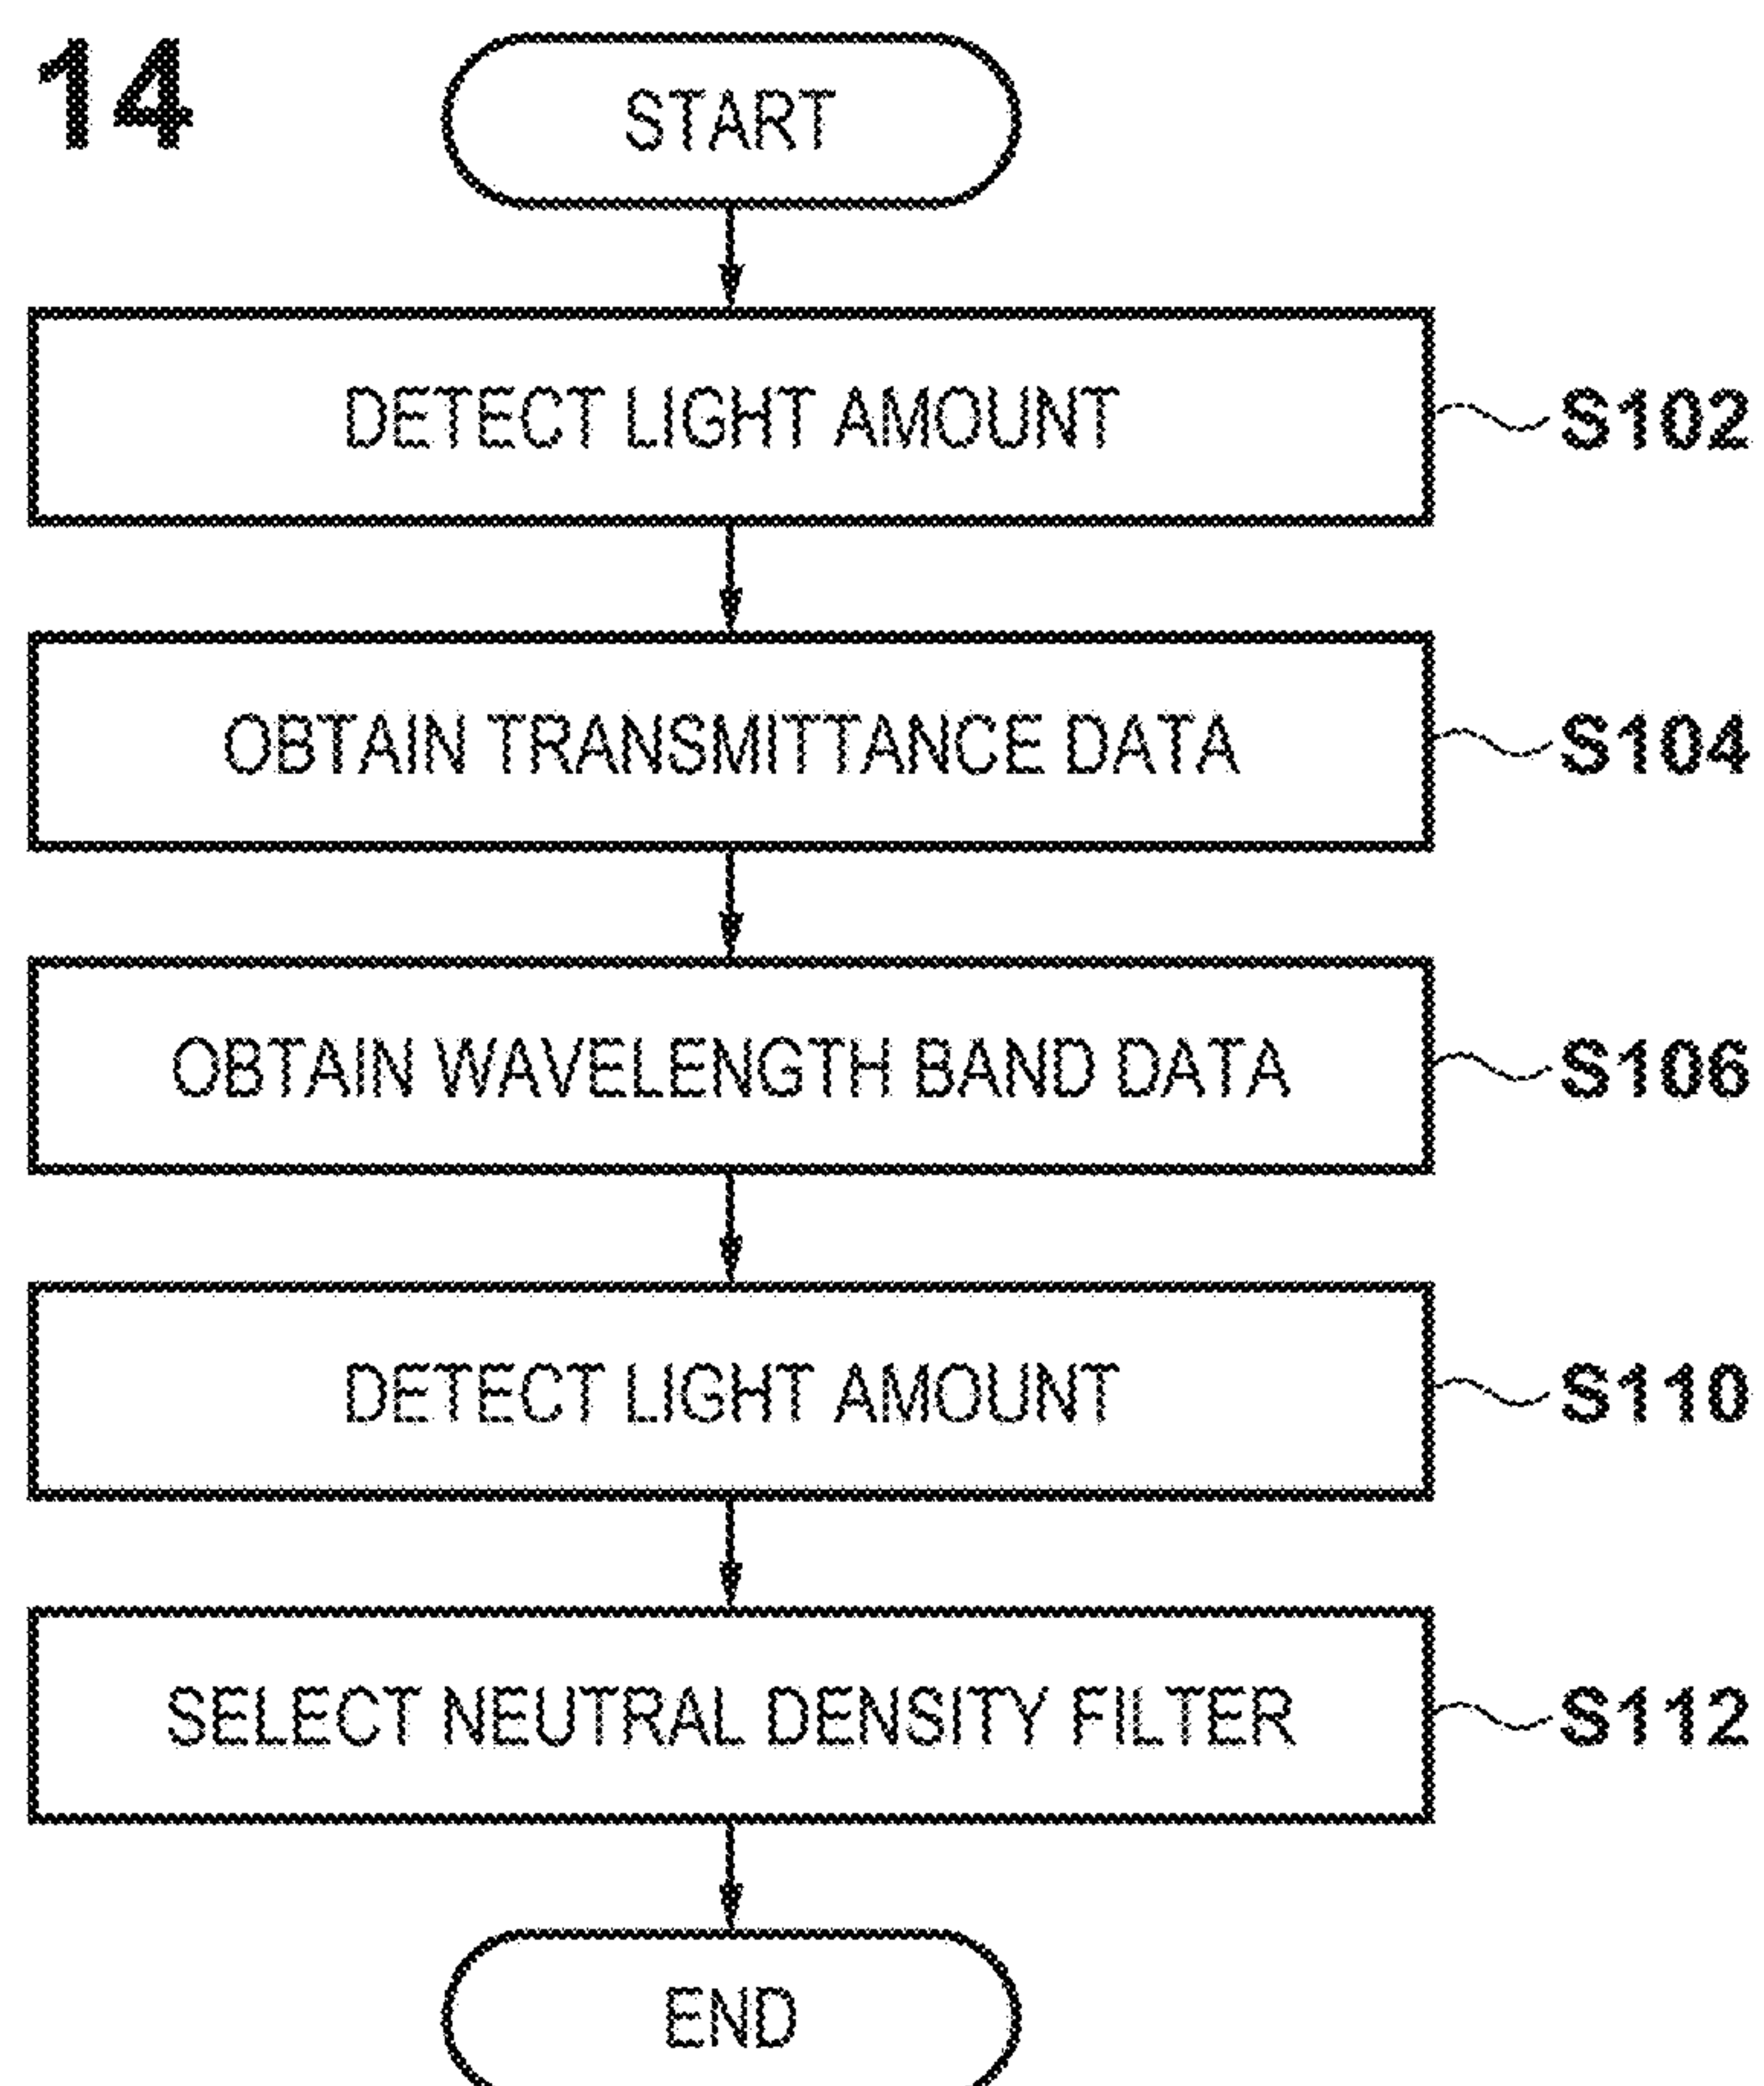 14
START
DETECT LIGHT AMOUNT
S102
OBTAIN TRANSMITTANCE DATA
S104
OBTAIN WAVELENGTH BAND DATA
S106
DETECT LIGHT AMOUNT
S110
SELECT NEUTRAL DENSITY FILTER
S112
END